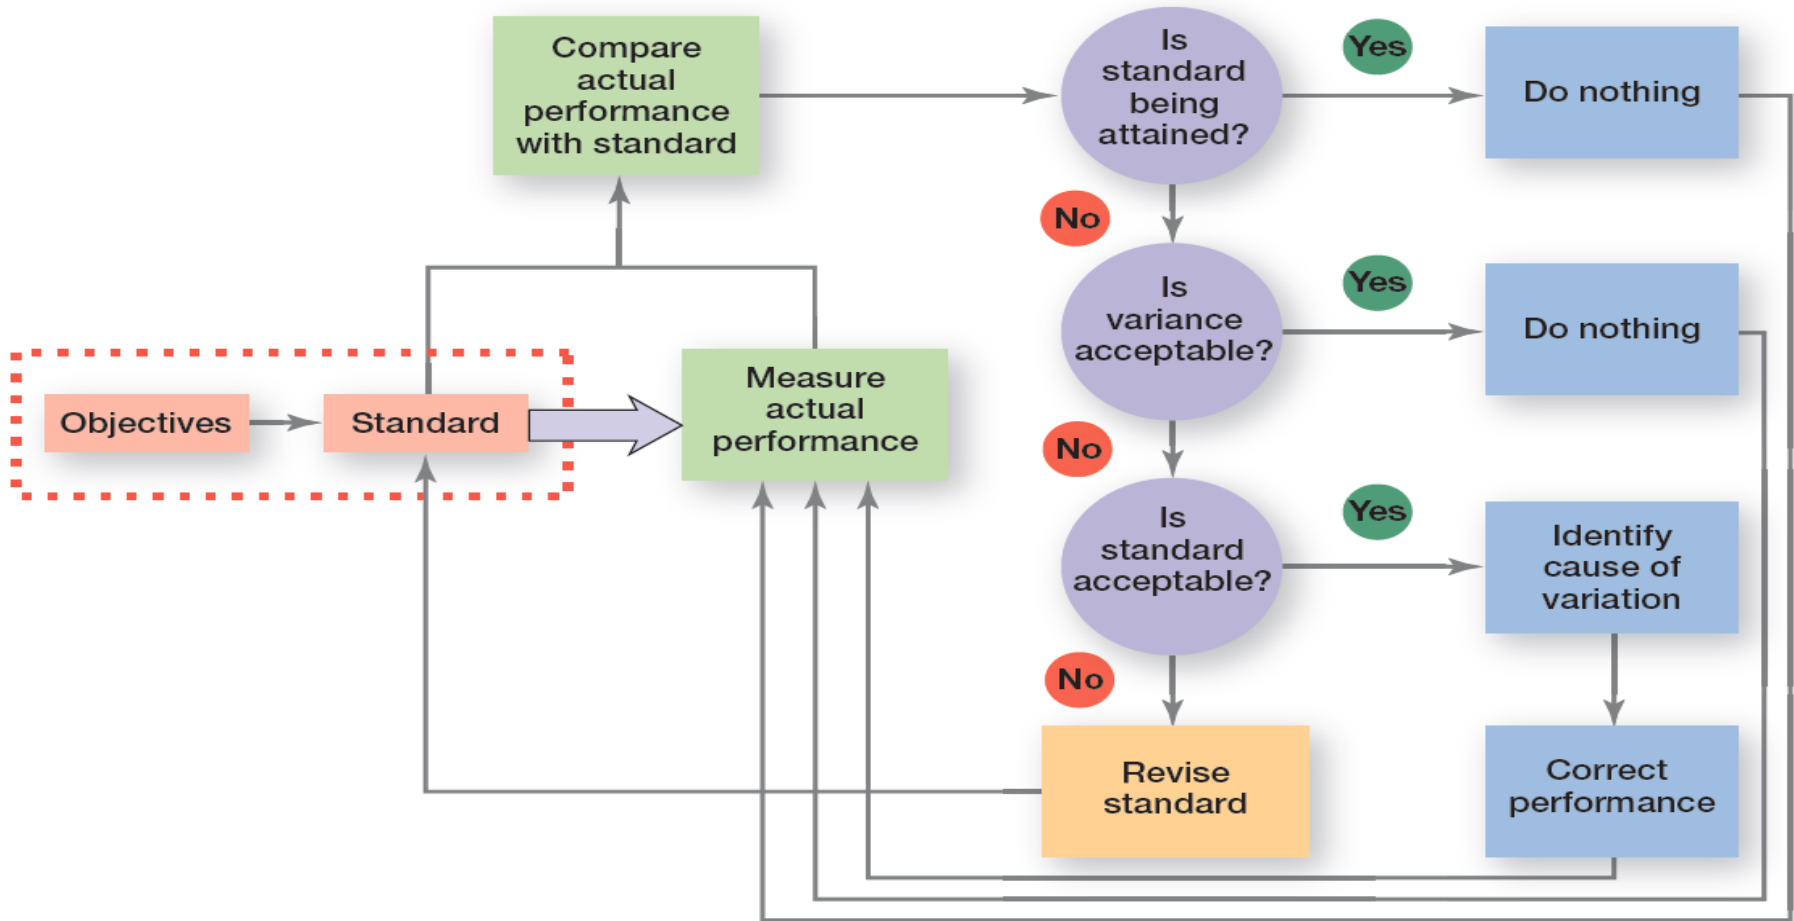 Compare
actual
performance
with standard
Is
standard
being
attained?
Yes
Do nothing
No
Is
variance
acceptable?
Yes
Do nothing
Objectives
Standard
Measure
actual
performance
No
Is
standard
acceptable?
Yes
Identify
cause of
variation
No
Revise
standard
Correct
performance